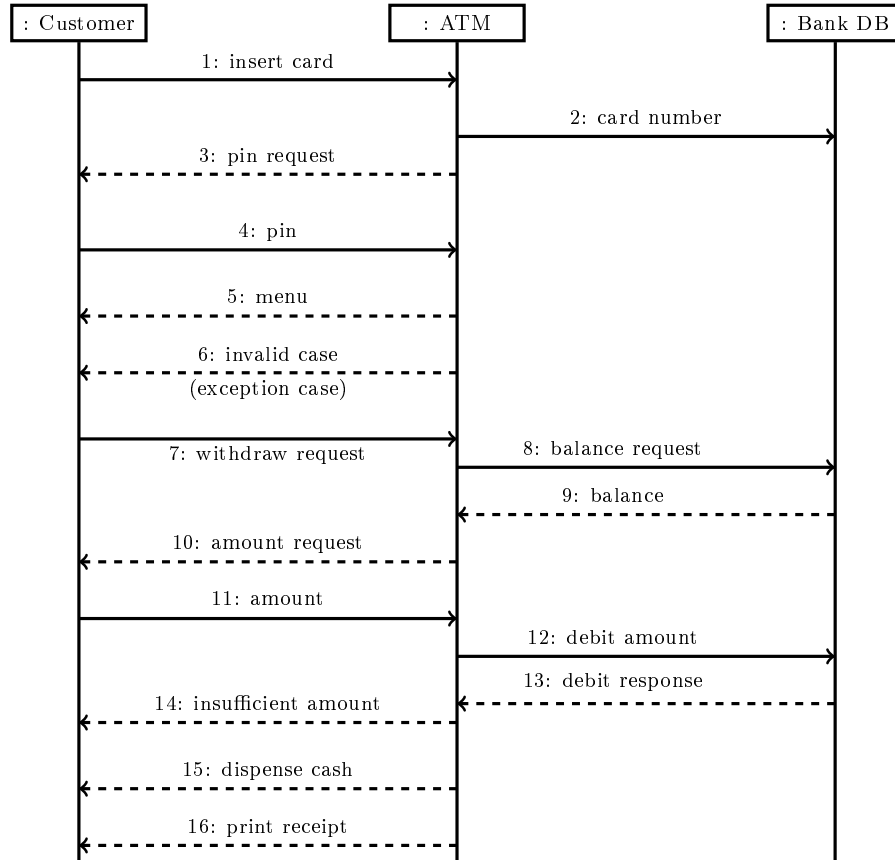 : Customer
: ATM
: Bank DB
1: insert card
2: card number
3: pin request
4: pin
5: menu
6: invalid case
(exception case)
7: withdraw request
8: balance request
9: balance
10: amount request
11: amount
12: debit amount
13: debit response
14: insufficient amount
15: dispense cash
16: print receipt